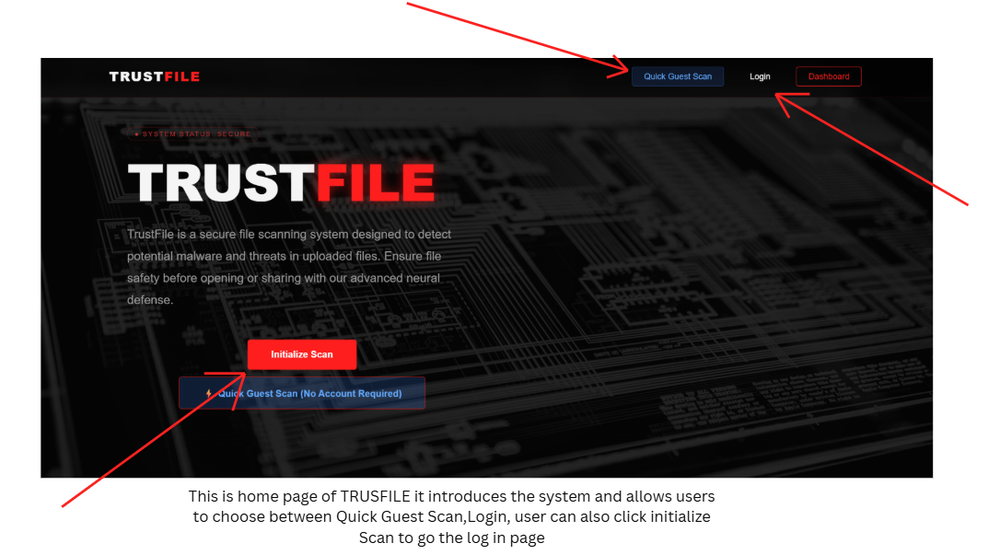 TRUSTFILE
Quick Guest Scan
Login
Dashboard
SYSTEM STATUS: SECURE
TRUSTFILE
TrustFile is a secure file scanning system designed to detect
potential malware and threats in uploaded files. Ensure file
safety before opening or sharing with our advanced neural
defense.
Initialize Scan
Quick Guest Scan (No Account Required)
This is home page of TRUSFILE it introduces the system and allows users
to choose between Quick Guest Scan,Login, user can also click initialize
Scan to go the log in page